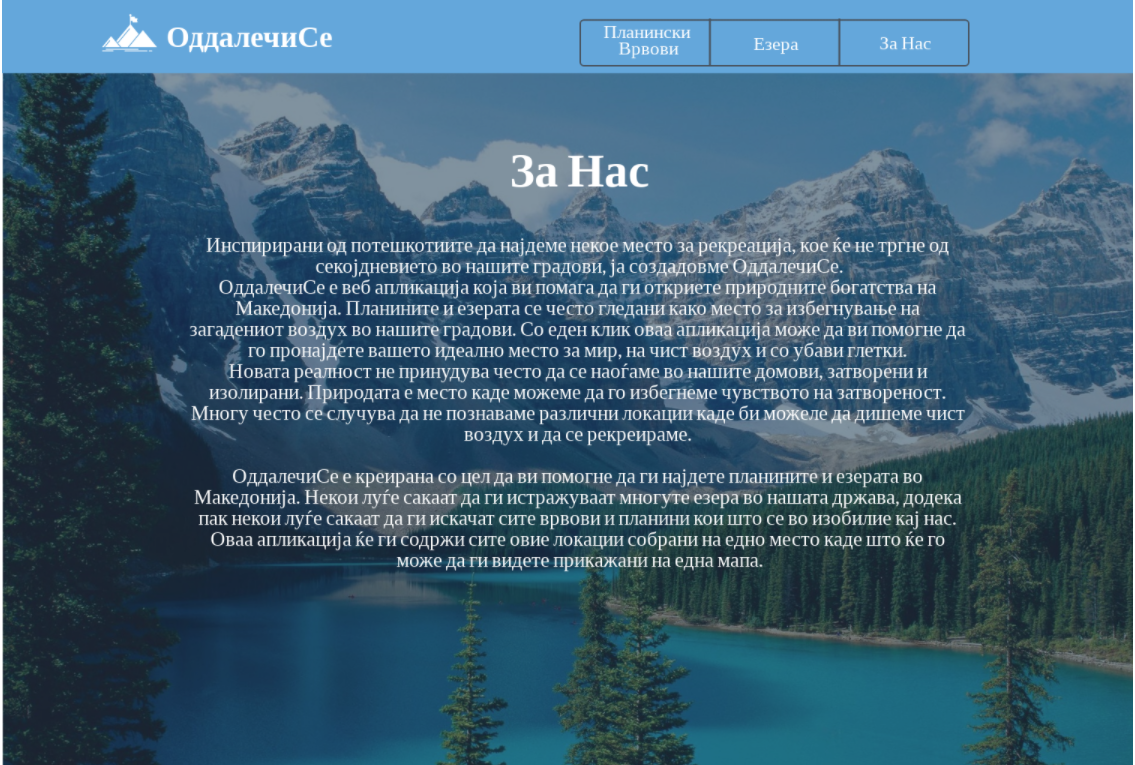 ОддалечиСе
Планински
Врвови
Езера
За Нас
За Нас
Инспирирани од потешкотиите да најдеме некое место за рекреација, кое ќе не тргне од
секојдневието во нашите градови, ја создадовме ОддалечиСе.
ОддалечиСе е веб апликација која ви помага да ги откриете природните богатства на
Македонија. Планините и езерата се често гледани како место за избегнување на
загадениот воздух во нашите градови. Со еден клик оваа апликација може да ви помогне да
го пронајдете вашето идеално место за мир, на чист воздух и со убави глетки.
Новата реалност не принудува често да се наоѓаме во нашите домови, затворени и
изолирани. Природата е место каде можеме да го избегнеме чувството на затвореност.
Многу често се случува да не познаваме различни локации каде би можеле да дишеме чист
воздух и да се рекреираме.
ОддалечиСе е креирана со цел да ви помогне да ги најдете планините и езерата во
Македонија. Некои луѓе сакаат да ги истражуваат многуте езера во нашата држава, додека
пак некои луѓе сакаат да ги искачат сите врвови и планини кои што се во изобилие кај нас.
Оваа апликација ќе ги содржи сите овие локации собрани на едно место каде што ќе го
може да ги видете прикажани на една мапа.